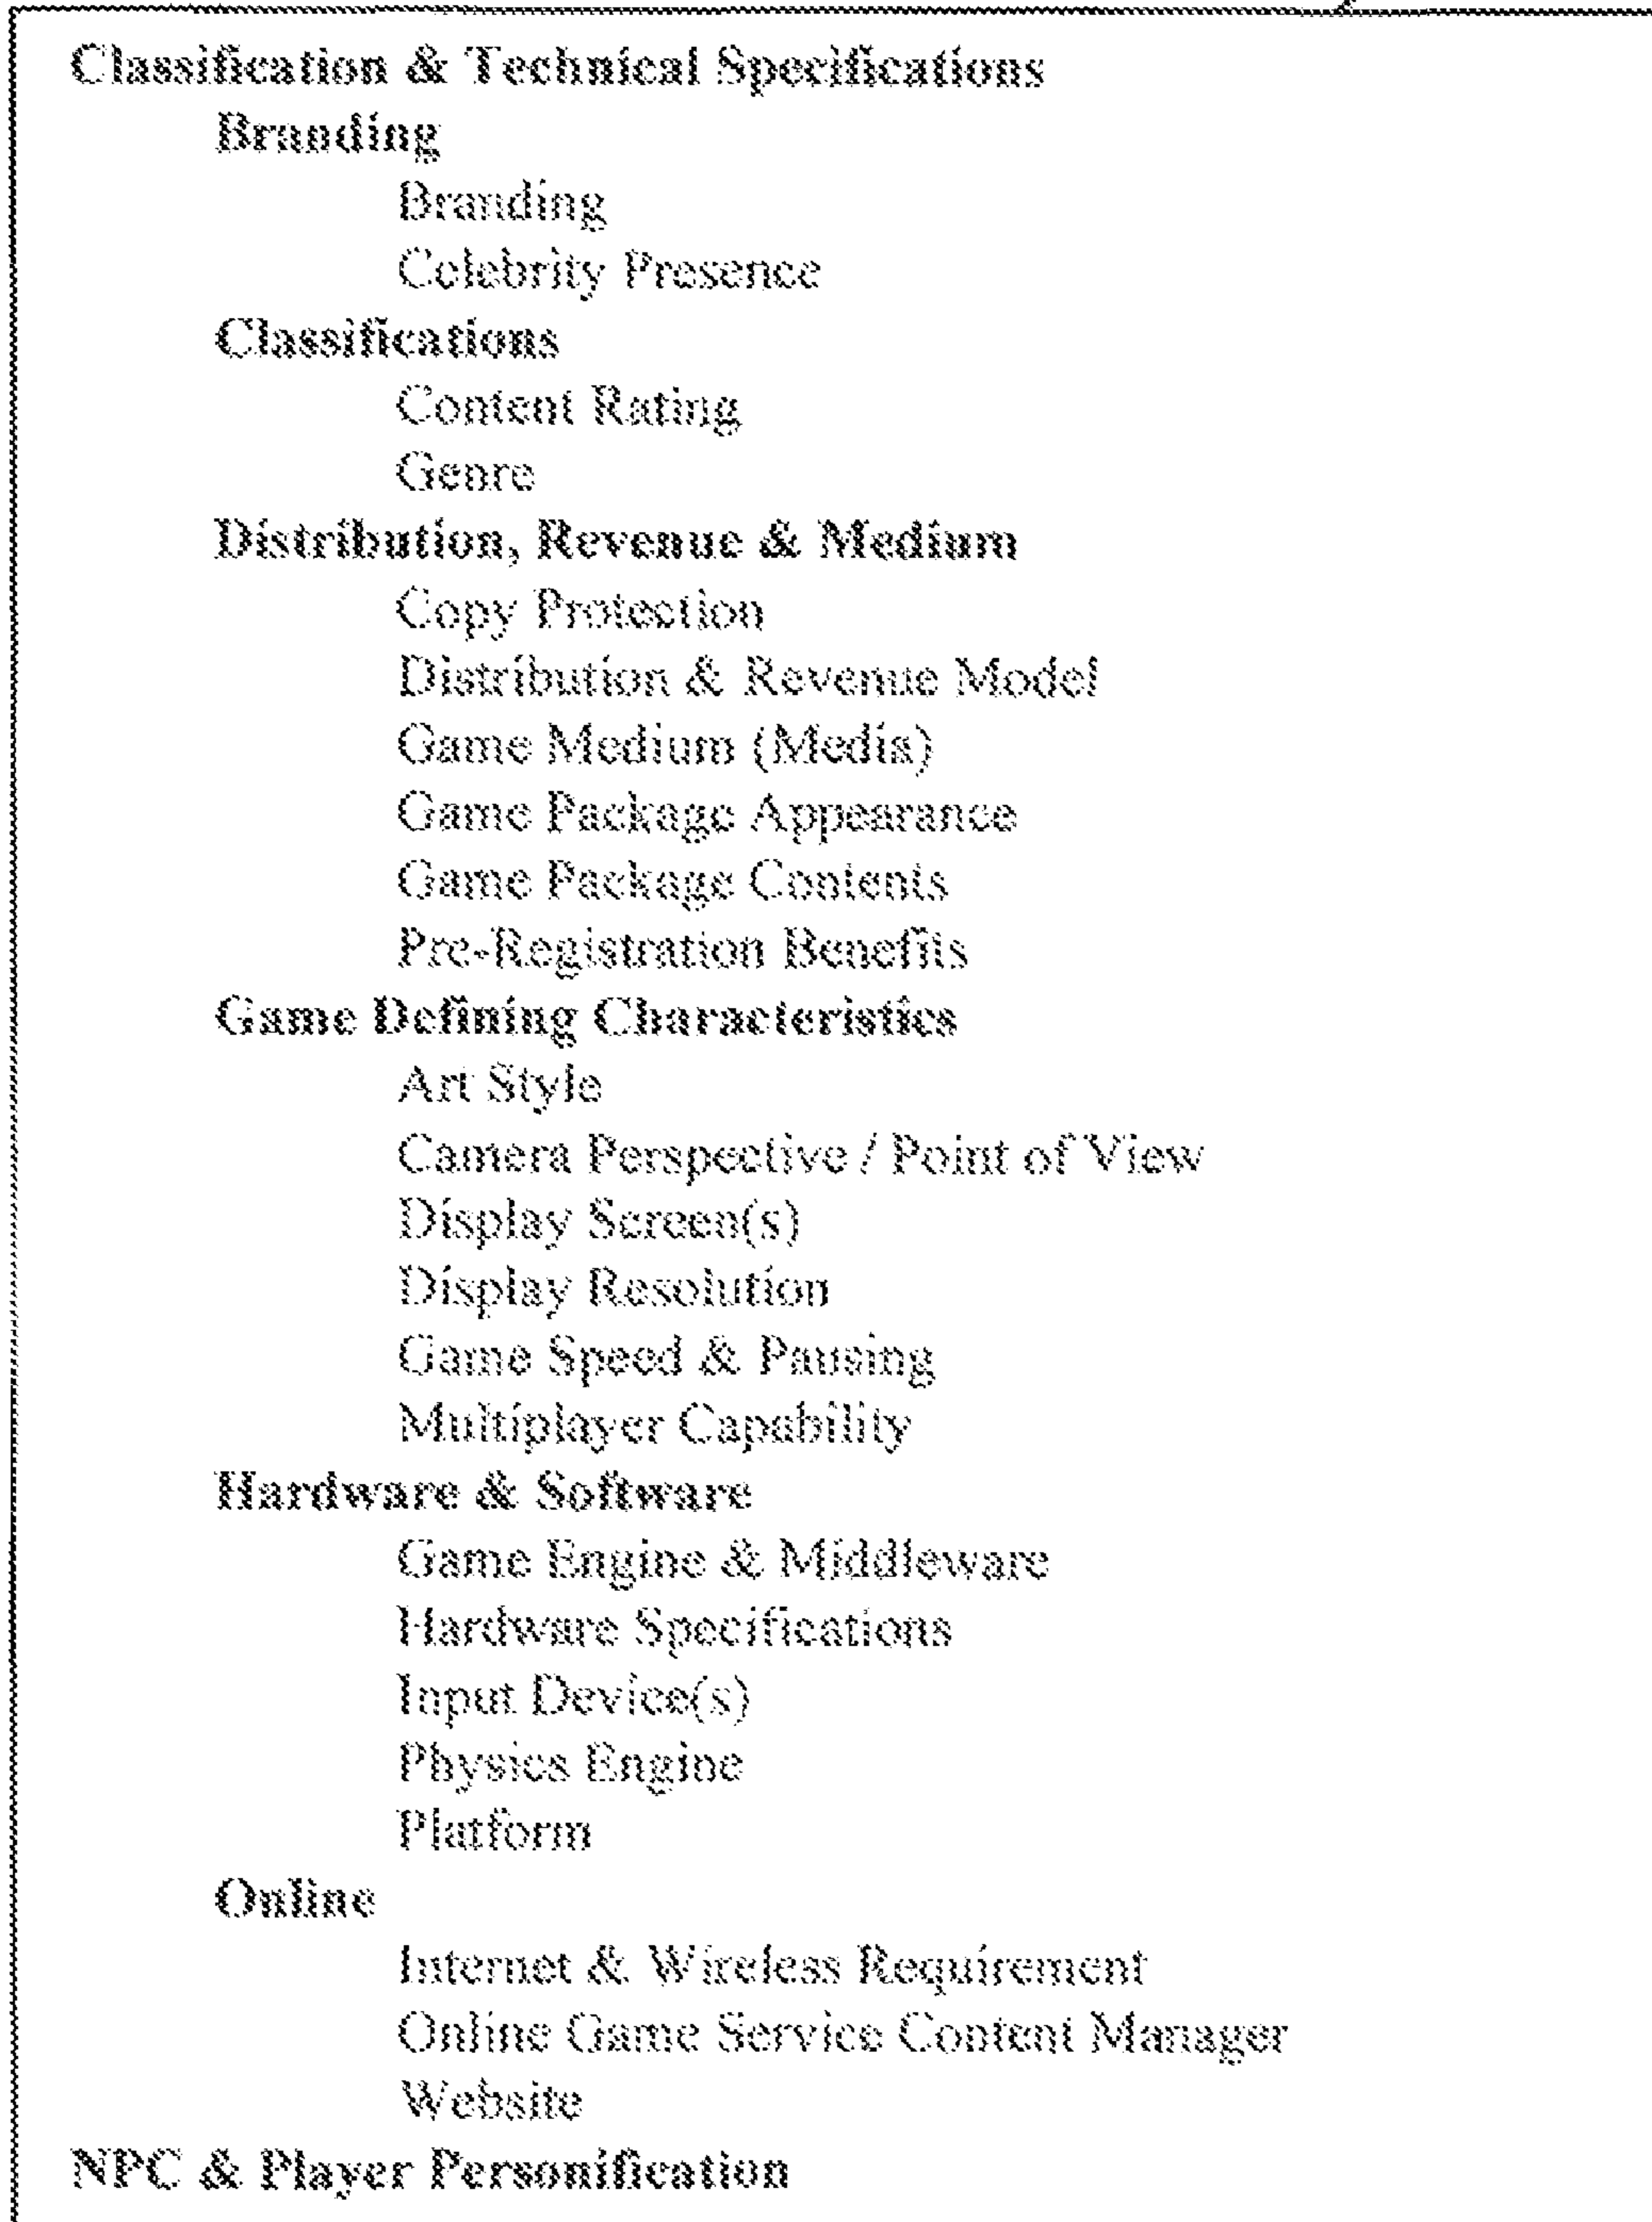 Classification & Technical Specifications
Branding
Branding
Celebrity Presence
Classifications
Content Rating
Genre
Distribution, Revenue & Medium
Copy Protection
Distribution & Revenue Model
Game Medium (Media)
Game Package Appearance
Game Package Contents
Pre-Registration Benefits
Game Defining Characteristics
Art Style
Camera Perspective / Point of View
Display Screen(s)
Display Resolution
Game Speed & Pausing
Multiplayer Capability
Hardware & Software
Game Engine & Middleware
Hardware Specifications
Input Device(s)
Physics Engine
Platform
Online
Internet & Wireless Requirement
Online Game Service Content Manager
Website
NPC & Player Personification